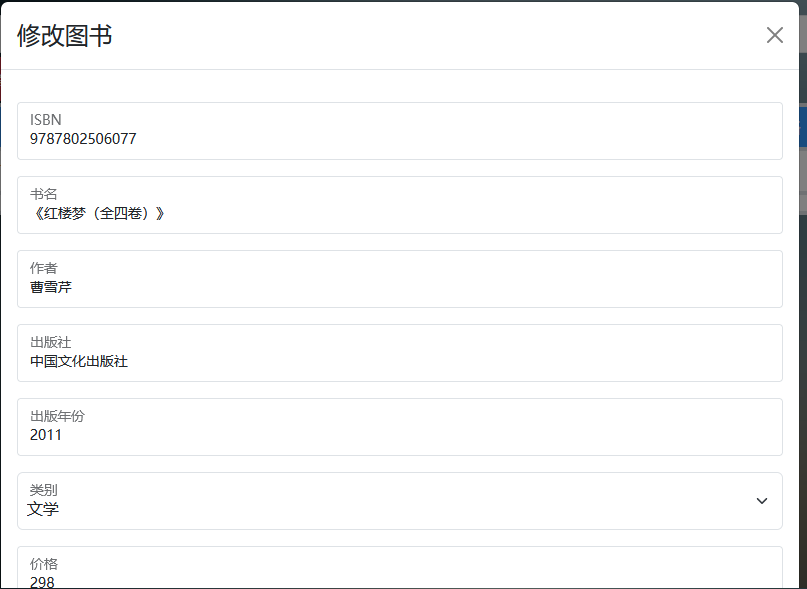 修改图书
ISBN
9787802506077
书名
《红楼梦（全四卷）》
作者
曹雪芹
出版社
中国文化出版社
出版年份
2011
类别
文学
价格
298